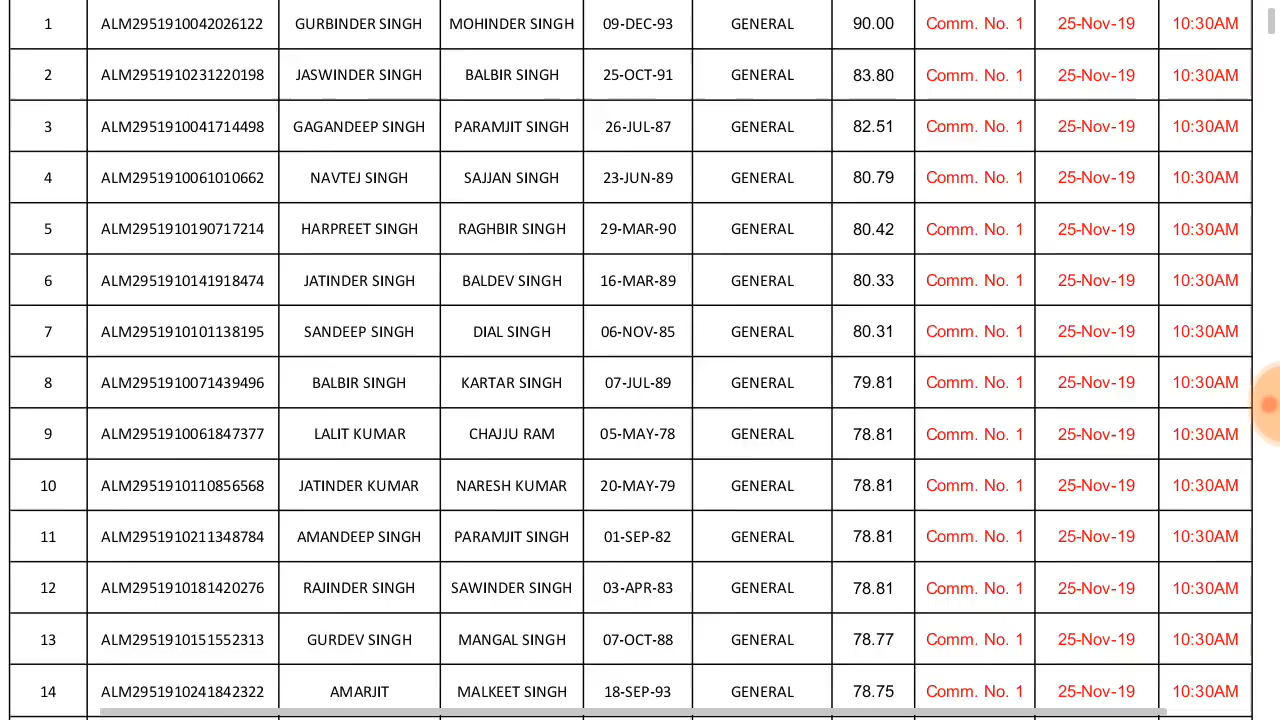 1 ALM2951910042026122 GURBINDER SINGH MOHINDER SINGH 09-DEC-93 GENERAL 90.00 Comm. No. 1 25-Nov-19 10:30AM
2 ALM2951910231220198 JASWINDER SINGH BALBIR SINGH 25-OCT-91 GENERAL 83.80 Comm. No. 1 25-Nov-19 10:30AM
3 ALM2951910041714498 GAGANDEEP SINGH PARAMJIT SINGH 26-JUL-87 GENERAL 82.51 Comm. No. 1 25-Nov-19 10:30AM
4 ALM2951910061010662 NAVTEJ SINGH SAJJAN SINGH 23-JUN-89 GENERAL 80.79 Comm. No. 1 25-Nov-19 10:30AM
5 ALM2951910190717214 HARPREET SINGH RAGHBIR SINGH 29-MAR-90 GENERAL 80.42 Comm. No. 1 25-Nov-19 10:30AM
6 ALM2951910141918474 JATINDER SINGH BALDEV SINGH 16-MAR-89 GENERAL 80.33 Comm. No. 1 25-Nov-19 10:30AM
7 ALM2951910101138195 SANDEEP SINGH DIAL SINGH 06-NOV-85 GENERAL 80.31 Comm. No. 1 25-Nov-19 10:30AM
8 ALM2951910071439496 BALBIR SINGH KARTAR SINGH 07-JUL-89 GENERAL 79.81 Comm. No. 1 25-Nov-19 10:30AM
9 ALM2951910061847377 LALIT KUMAR CHAJJU RAM 05-MAY-78 GENERAL 78.81 Comm. No. 1 25-Nov-19 10:30AM
10 ALM2951910110856568 JATINDER KUMAR NARESH KUMAR 20-MAY-79 GENERAL 78.81 Comm. No. 1 25-Nov-19 10:30AM
11 ALM2951910211348784 AMANDEEP SINGH PARAMJIT SINGH 01-SEP-82 GENERAL 78.81 Comm. No. 1 25-Nov-19 10:30AM
12 ALM2951910181420276 RAJINDER SINGH SAWINDER SINGH 03-APR-83 GENERAL 78.81 Comm. No. 1 25-Nov-19 10:30AM
13 ALM2951910151552313 GURDEV SINGH MANGAL SINGH 07-OCT-88 GENERAL 78.77 Comm. No. 1 25-Nov-19 10:30AM
14 ALM2951910241842322 AMARJIT MALKEET SINGH 18-SEP-93 GENERAL 78.75 Comm. No. 1 25-Nov-19 10:30AM